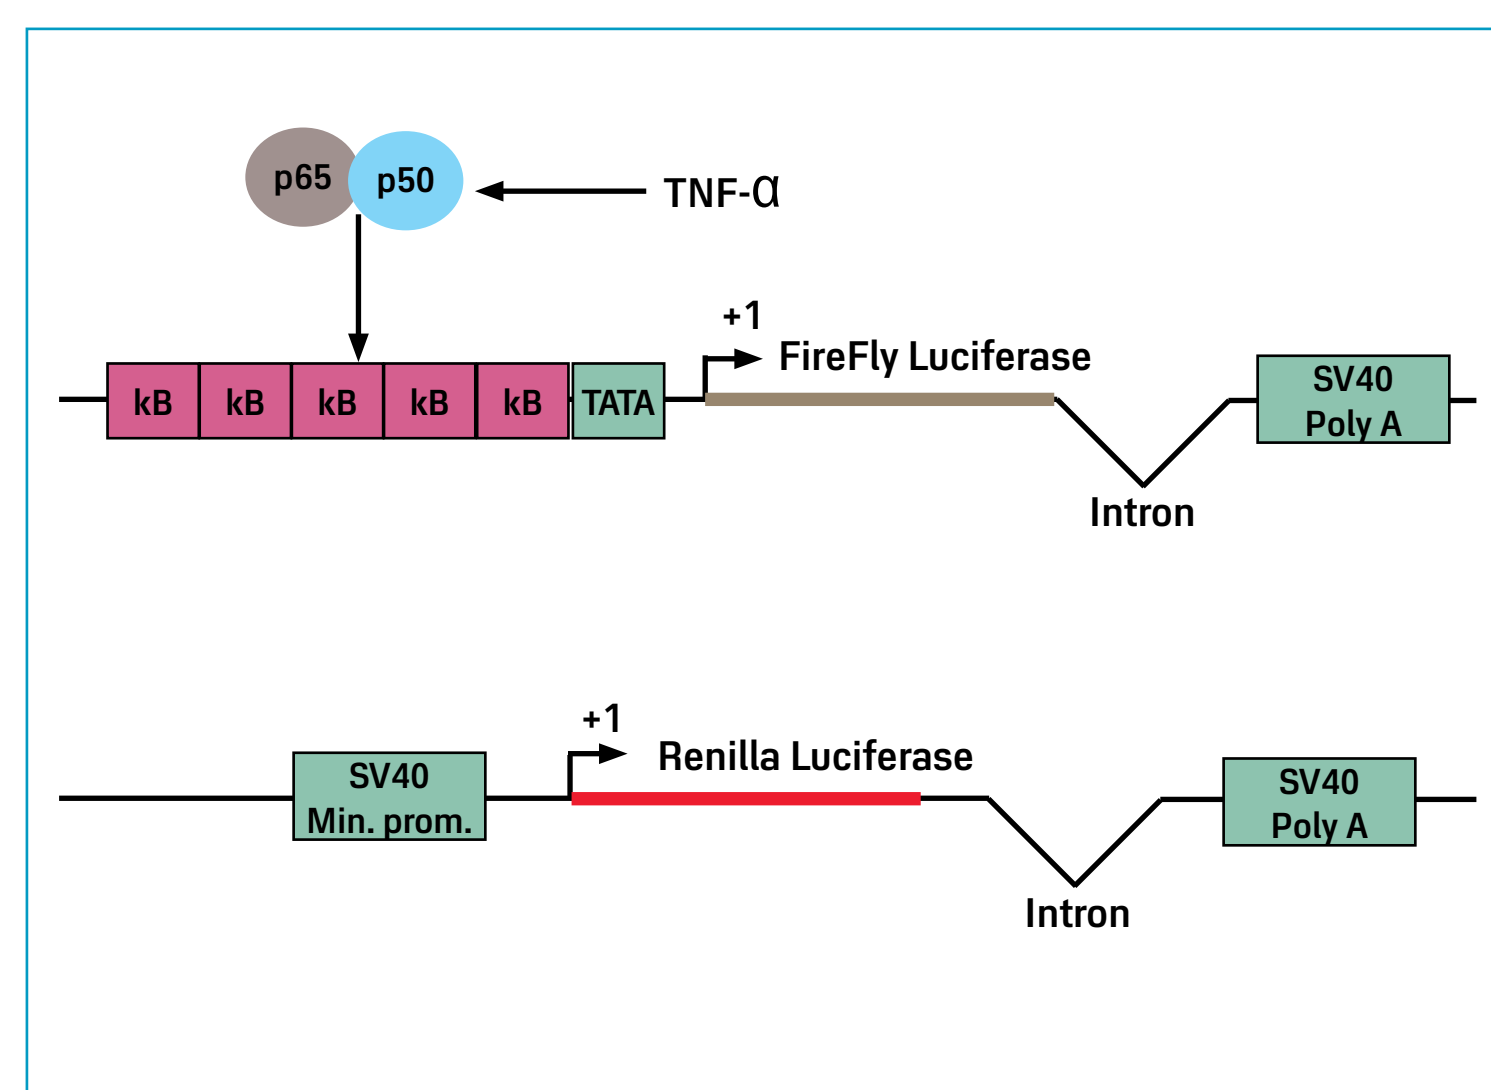 p65
p50
TNF-α
+1
FireFly Luciferase
kB kB kB kB kB TATA
SV40
Poly A
Intron
+1
Renilla Luciferase
SV40
Min. prom.
SV40
Poly A
Intron